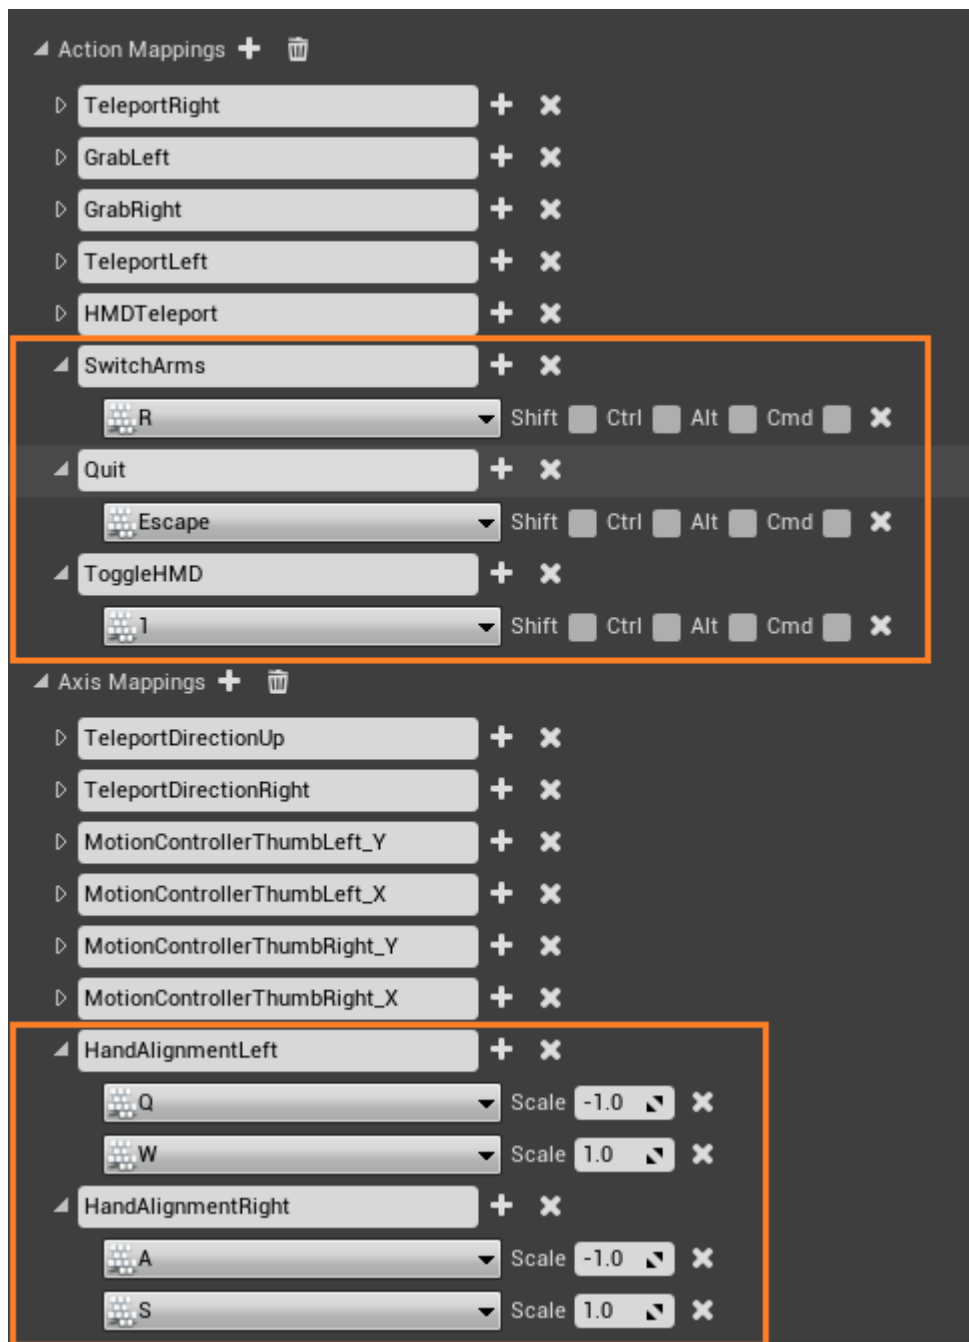 Action Mappings
TeleportRight
GrabLeft
GrabRight
TeleportLeft
HMDTeleport
SwitchArms
R Shift Ctrl Alt Cmd
Quit
Escape Shift Ctrl Alt Cmd
ToggleHMD
1 Shift Ctrl Alt Cmd
Axis Mappings
TeleportDirectionUp
TeleportDirectionRight
MotionControllerThumbLeft_Y
MotionControllerThumbLeft_X
MotionControllerThumbRight_Y
MotionControllerThumbRight_X
HandAlignmentLeft
Q Scale -1.0
W Scale 1.0
HandAlignmentRight
A Scale -1.0
S Scale 1.0